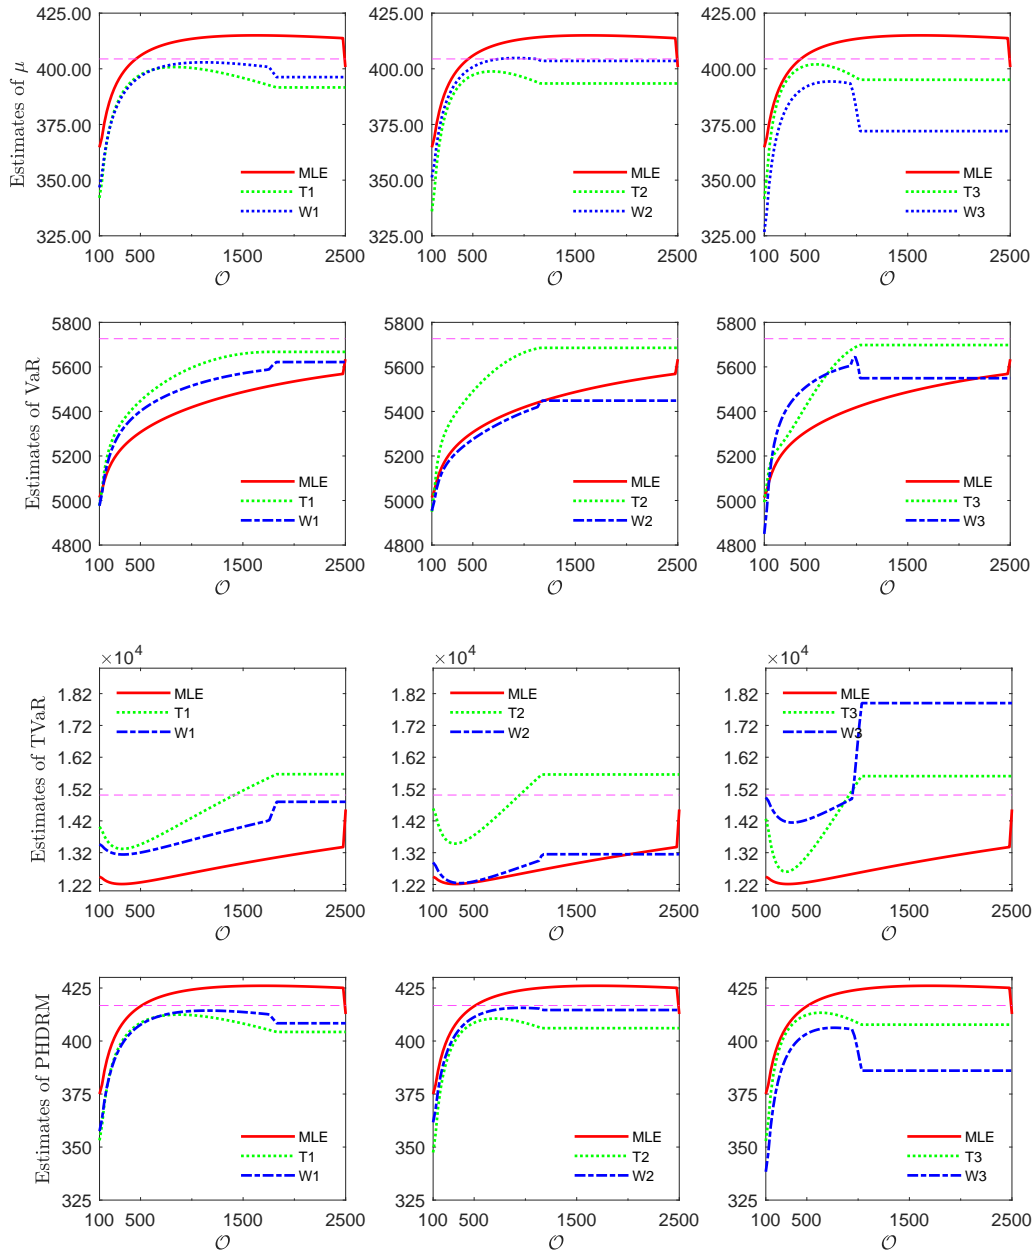 Estimates of μ
425.00
400.00
375.00
350.00
325.00
MLE
T1
W1
100 500 1500 2500
𝒪
425.00
400.00
375.00
350.00
325.00
MLE
T2
W2
100 500 1500 2500
𝒪
425.00
400.00
375.00
350.00
325.00
MLE
T3
W3
100 500 1500 2500
𝒪
Estimates of VaR
5800
5600
5400
5200
5000
4800
MLE
T1
W1
100 500 1500 2500
𝒪
5800
5600
5400
5200
5000
4800
MLE
T2
W2
100 500 1500 2500
𝒪
5800
5600
5400
5200
5000
4800
MLE
T3
W3
100 500 1500 2500
𝒪
Estimates of TVaR
×10⁴
1.82
1.72
1.62
1.52
1.42
1.32
1.22
MLE
T1
W1
100 500 1500 2500
𝒪
×10⁴
1.82
1.72
1.62
1.52
1.42
1.32
1.22
MLE
T2
W2
100 500 1500 2500
𝒪
×10⁴
1.82
1.72
1.62
1.52
1.42
1.32
1.22
MLE
T3
W3
100 500 1500 2500
𝒪
Estimates of PHDRM
425
400
375
350
325
MLE
T1
W1
100 500 1500 2500
𝒪
425
400
375
350
325
MLE
T2
W2
100 500 1500 2500
𝒪
425
400
375
350
325
MLE
T3
W3
100 500 1500 2500
𝒪